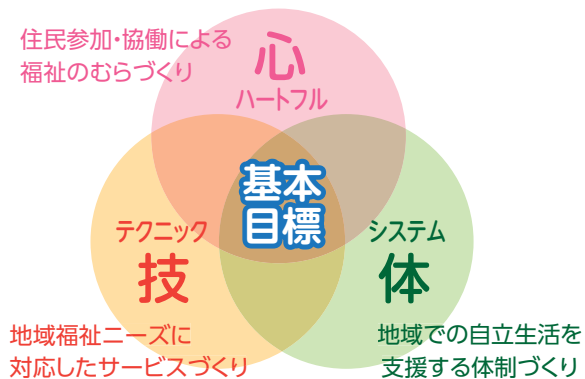 住民参加・協働による
福祉のむらづくり
心
ハートフル
基本
目標
テクニック
技
システム
体
地域福祉ニーズに
対応したサービスづくり
地域での自立生活を
支援する体制づくり